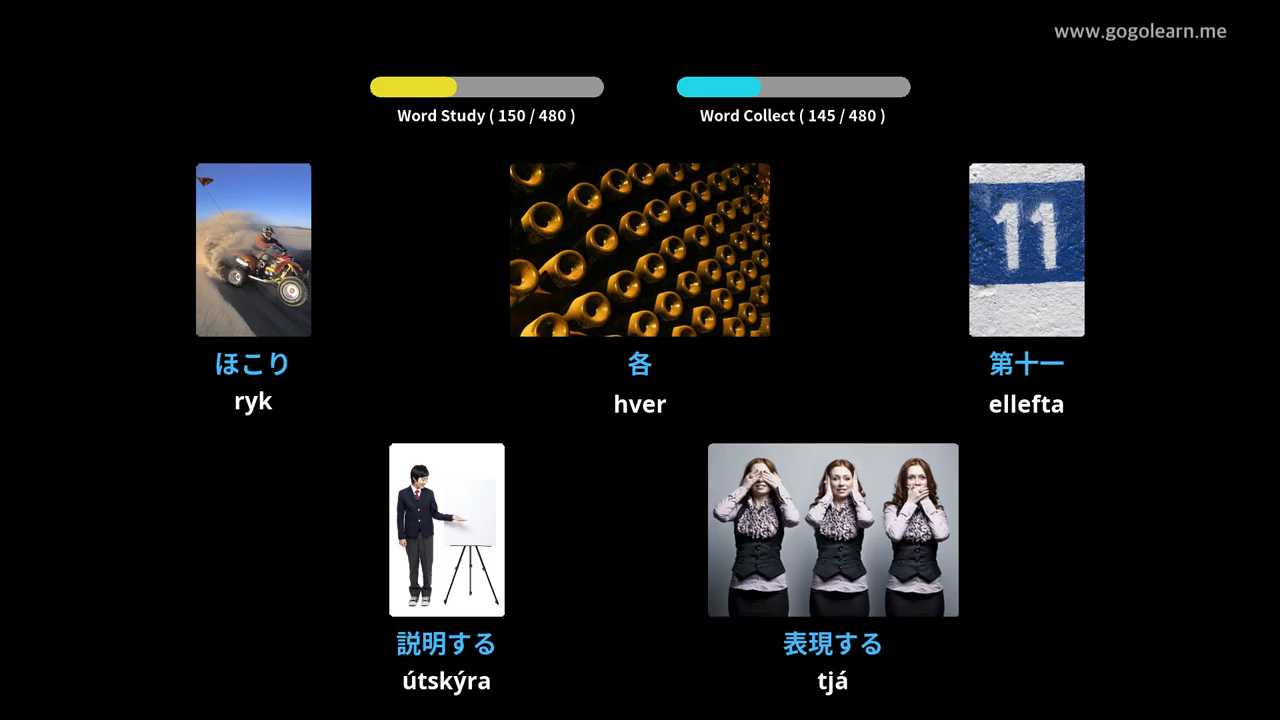 www.gogolearn.me
Word Study ( 150 / 480 )
Word Collect ( 145 / 480 )
11
ほこり
各
第十一
ryk
hver
ellefta
説明する
表現する
útskýra
tjá